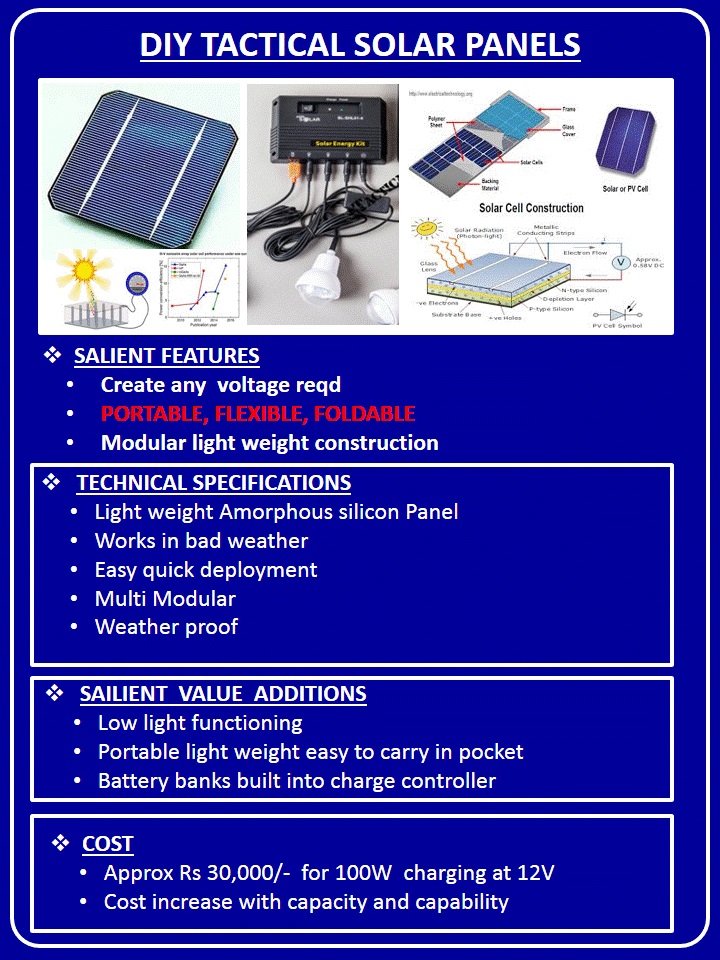 DIY TACTICAL SOLAR PANELS
Solar Energy Kit
http://www.electricaltechnology.org
Frame
Polymer
Sheet
Glass
Cover
Solar Cells
Backing
Material
Solar or PV Cell
Solar Cell Construction
Solar Radiation
(Photon-light)
Metallic
Conducting Strips
Electron Flow
Glass
Lens
V
Approx.
0.58V DC
-ve Electrons
N-type Silicon
Depletion Layer
P-type Silicon
Substrate Base
+ve Holes
PV Cell Symbol
Publication year
❖ SALIENT FEATURES
• Create any voltage reqd
• PORTABLE, FLEXIBLE, FOLDABLE
• Modular light weight construction
❖ TECHNICAL SPECIFICATIONS
• Light weight Amorphous silicon Panel
• Works in bad weather
• Easy quick deployment
• Multi Modular
• Weather proof
❖ SAILIENT VALUE ADDITIONS
• Low light functioning
• Portable light weight easy to carry in pocket
• Battery banks built into charge controller
❖ COST
• Approx Rs 30,000/- for 100W charging at 12V
• Cost increase with capacity and capability